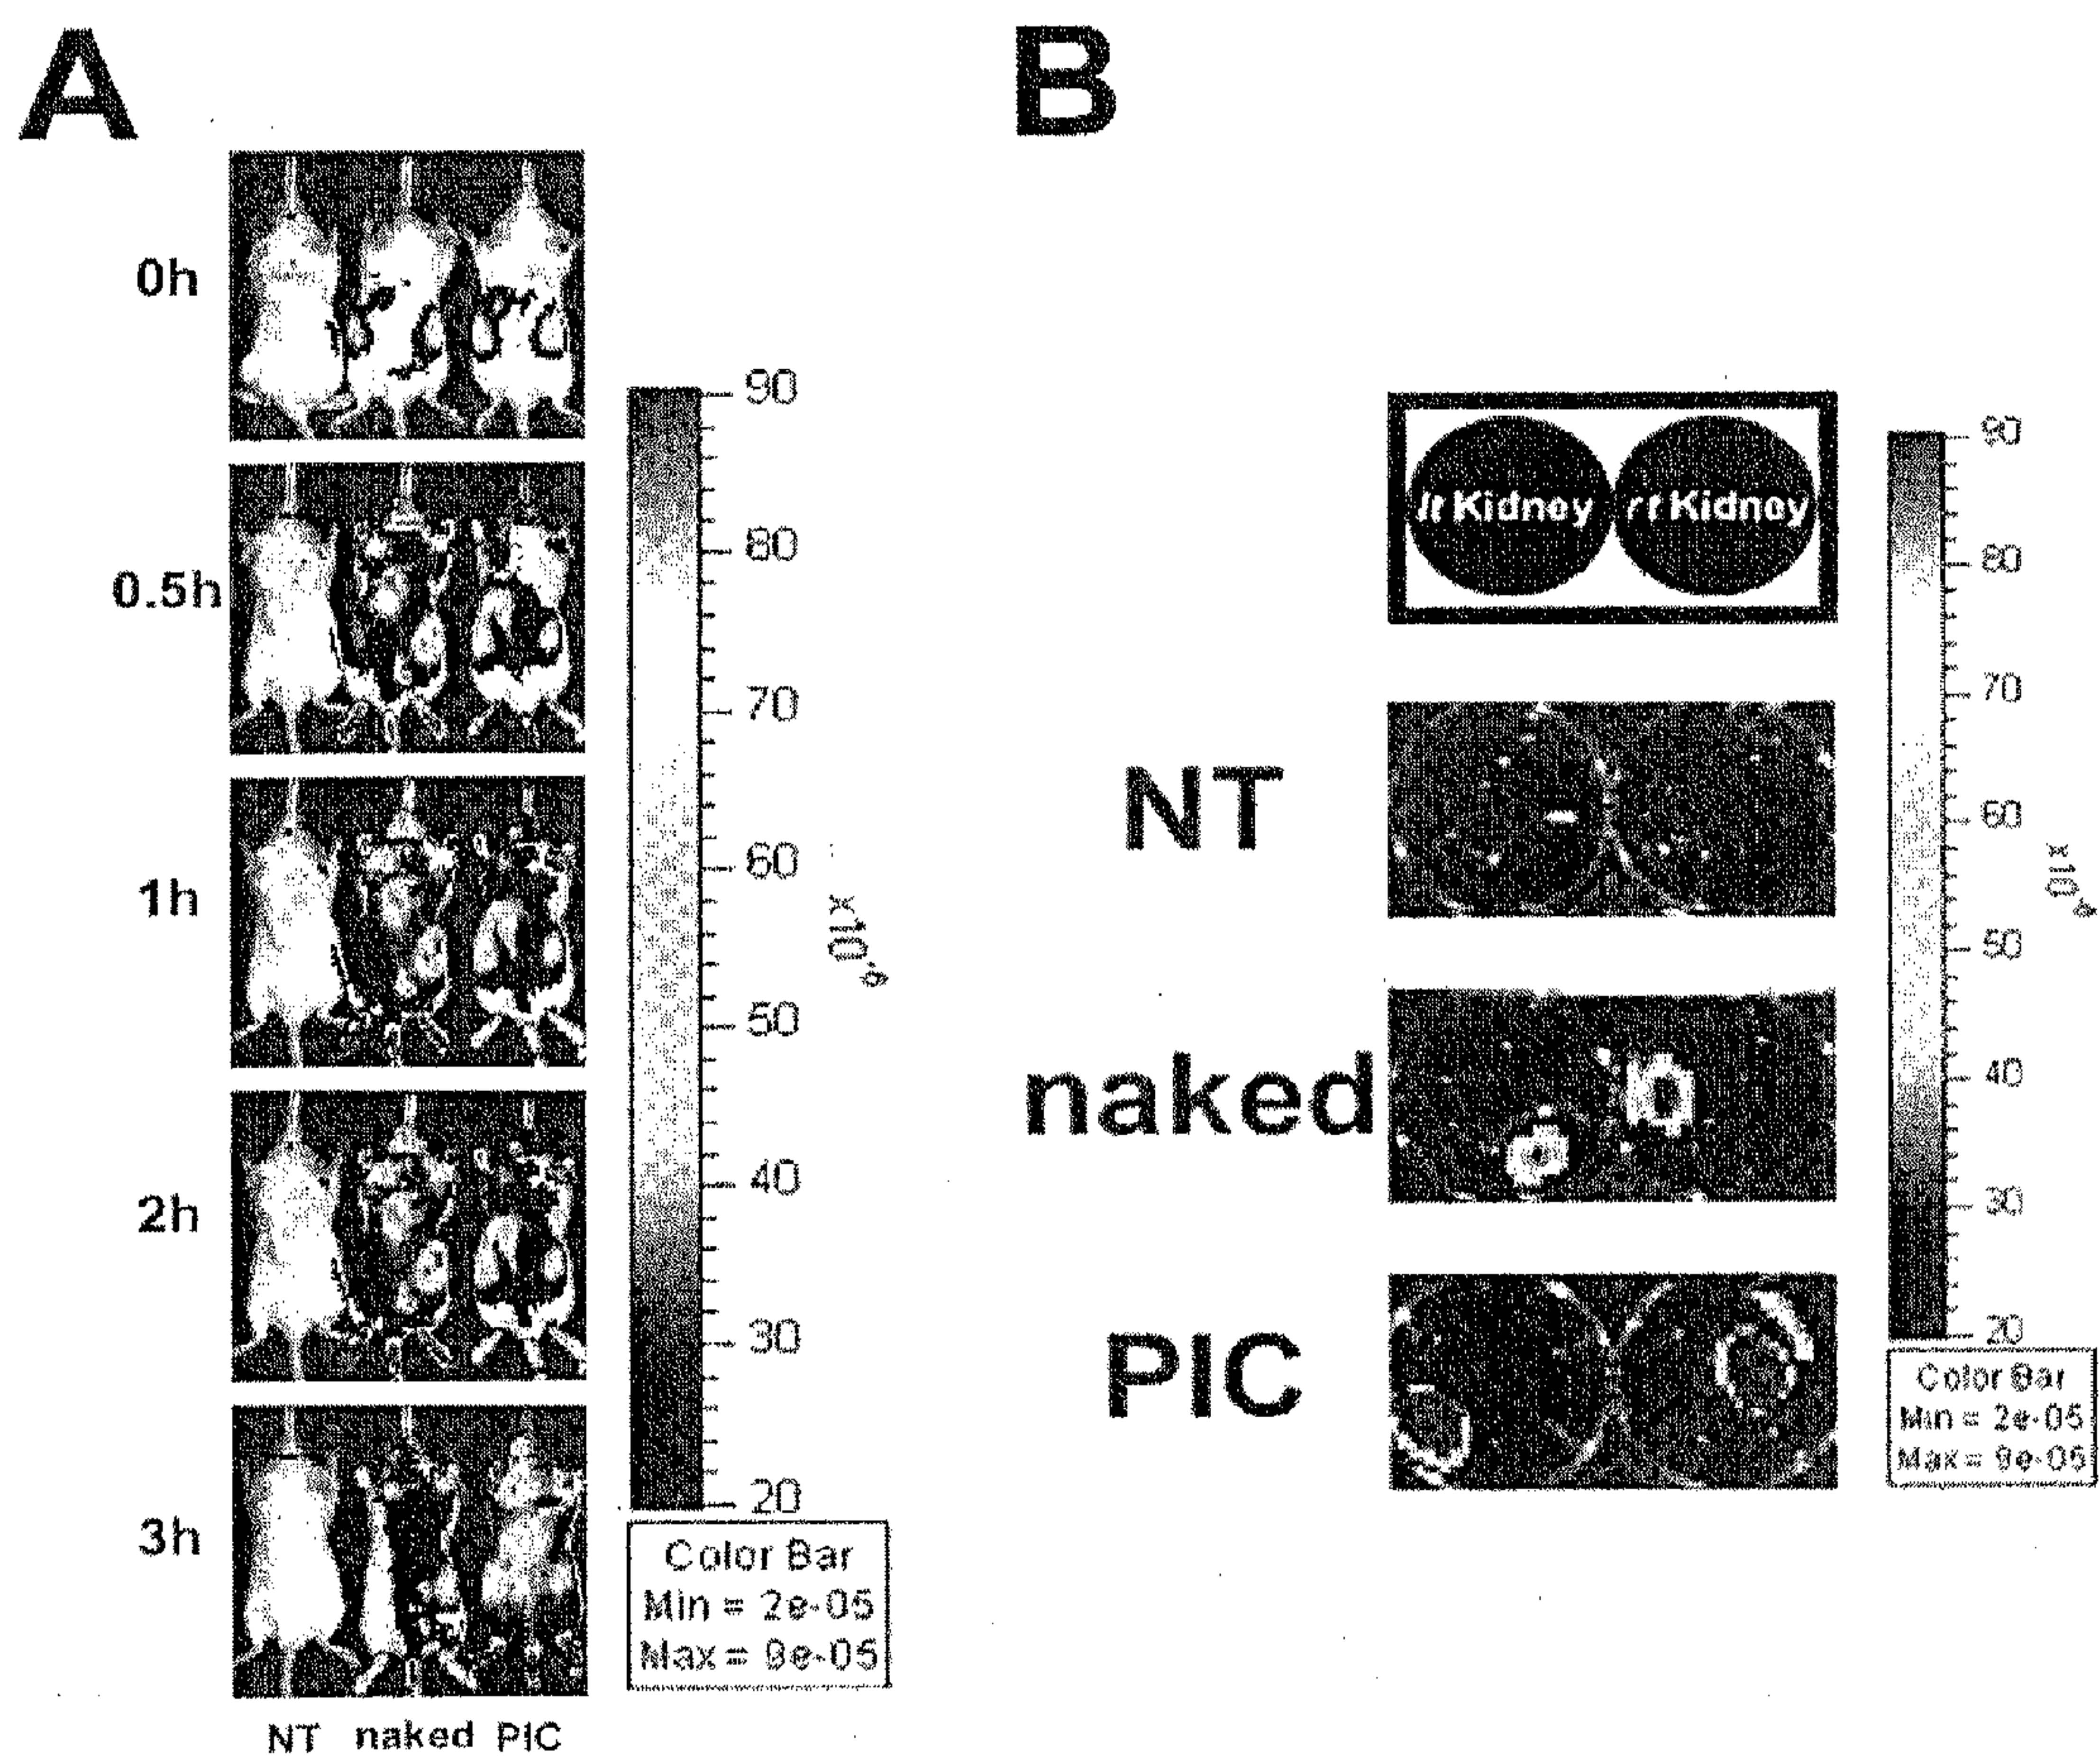 A
B
0h
0.5h
1h
2h
3h
90
80
70
60
50
40
30
20
x10-6
Color Bar
Min = 2e-05
Max = 9e-05
NT naked PIC
lt Kidney rt Kidney
NT
naked
PIC
90
80
70
60
50
40
30
20
x10-6
Color Bar
Min = 2e-05
Max = 9e-05